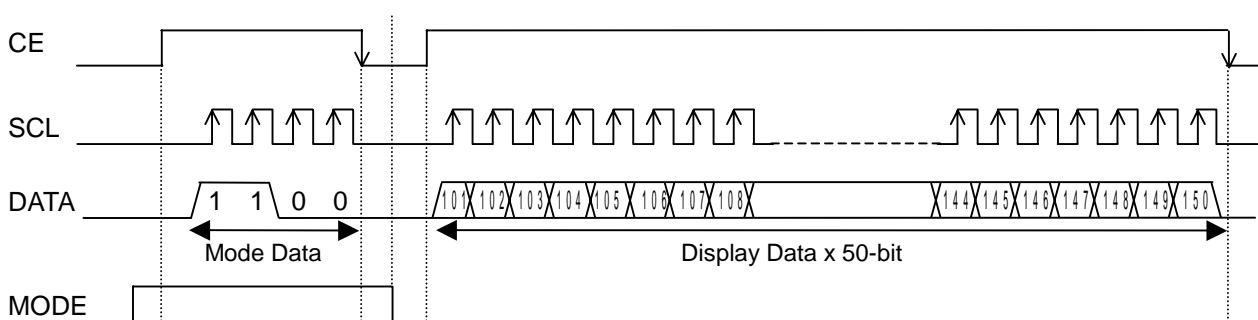 CE
SCL
DATA 1 1 0 0 101 102 103 104 105 106 107 108 144 145 146 147 148 149 150
Mode Data Display Data x 50-bit
MODE